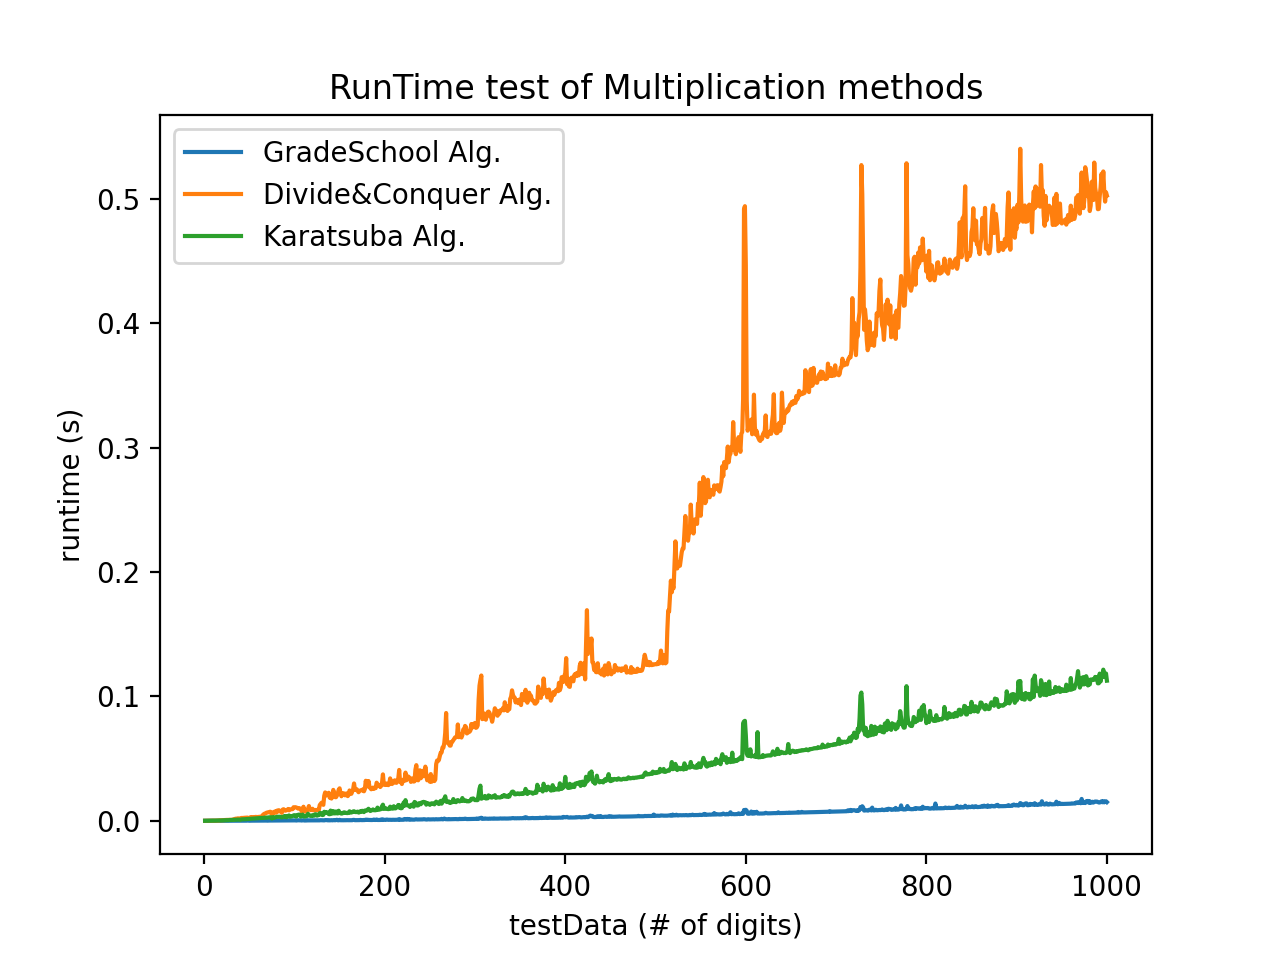 RunTime test of Multiplication methods
GradeSchool Alg.
Divide&Conquer Alg.
Karatsuba Alg.
0.5
0.4
0.3
0.2
0.1
0.0
runtime (s)
0 200 400 600 800 1000
testData (# of digits)